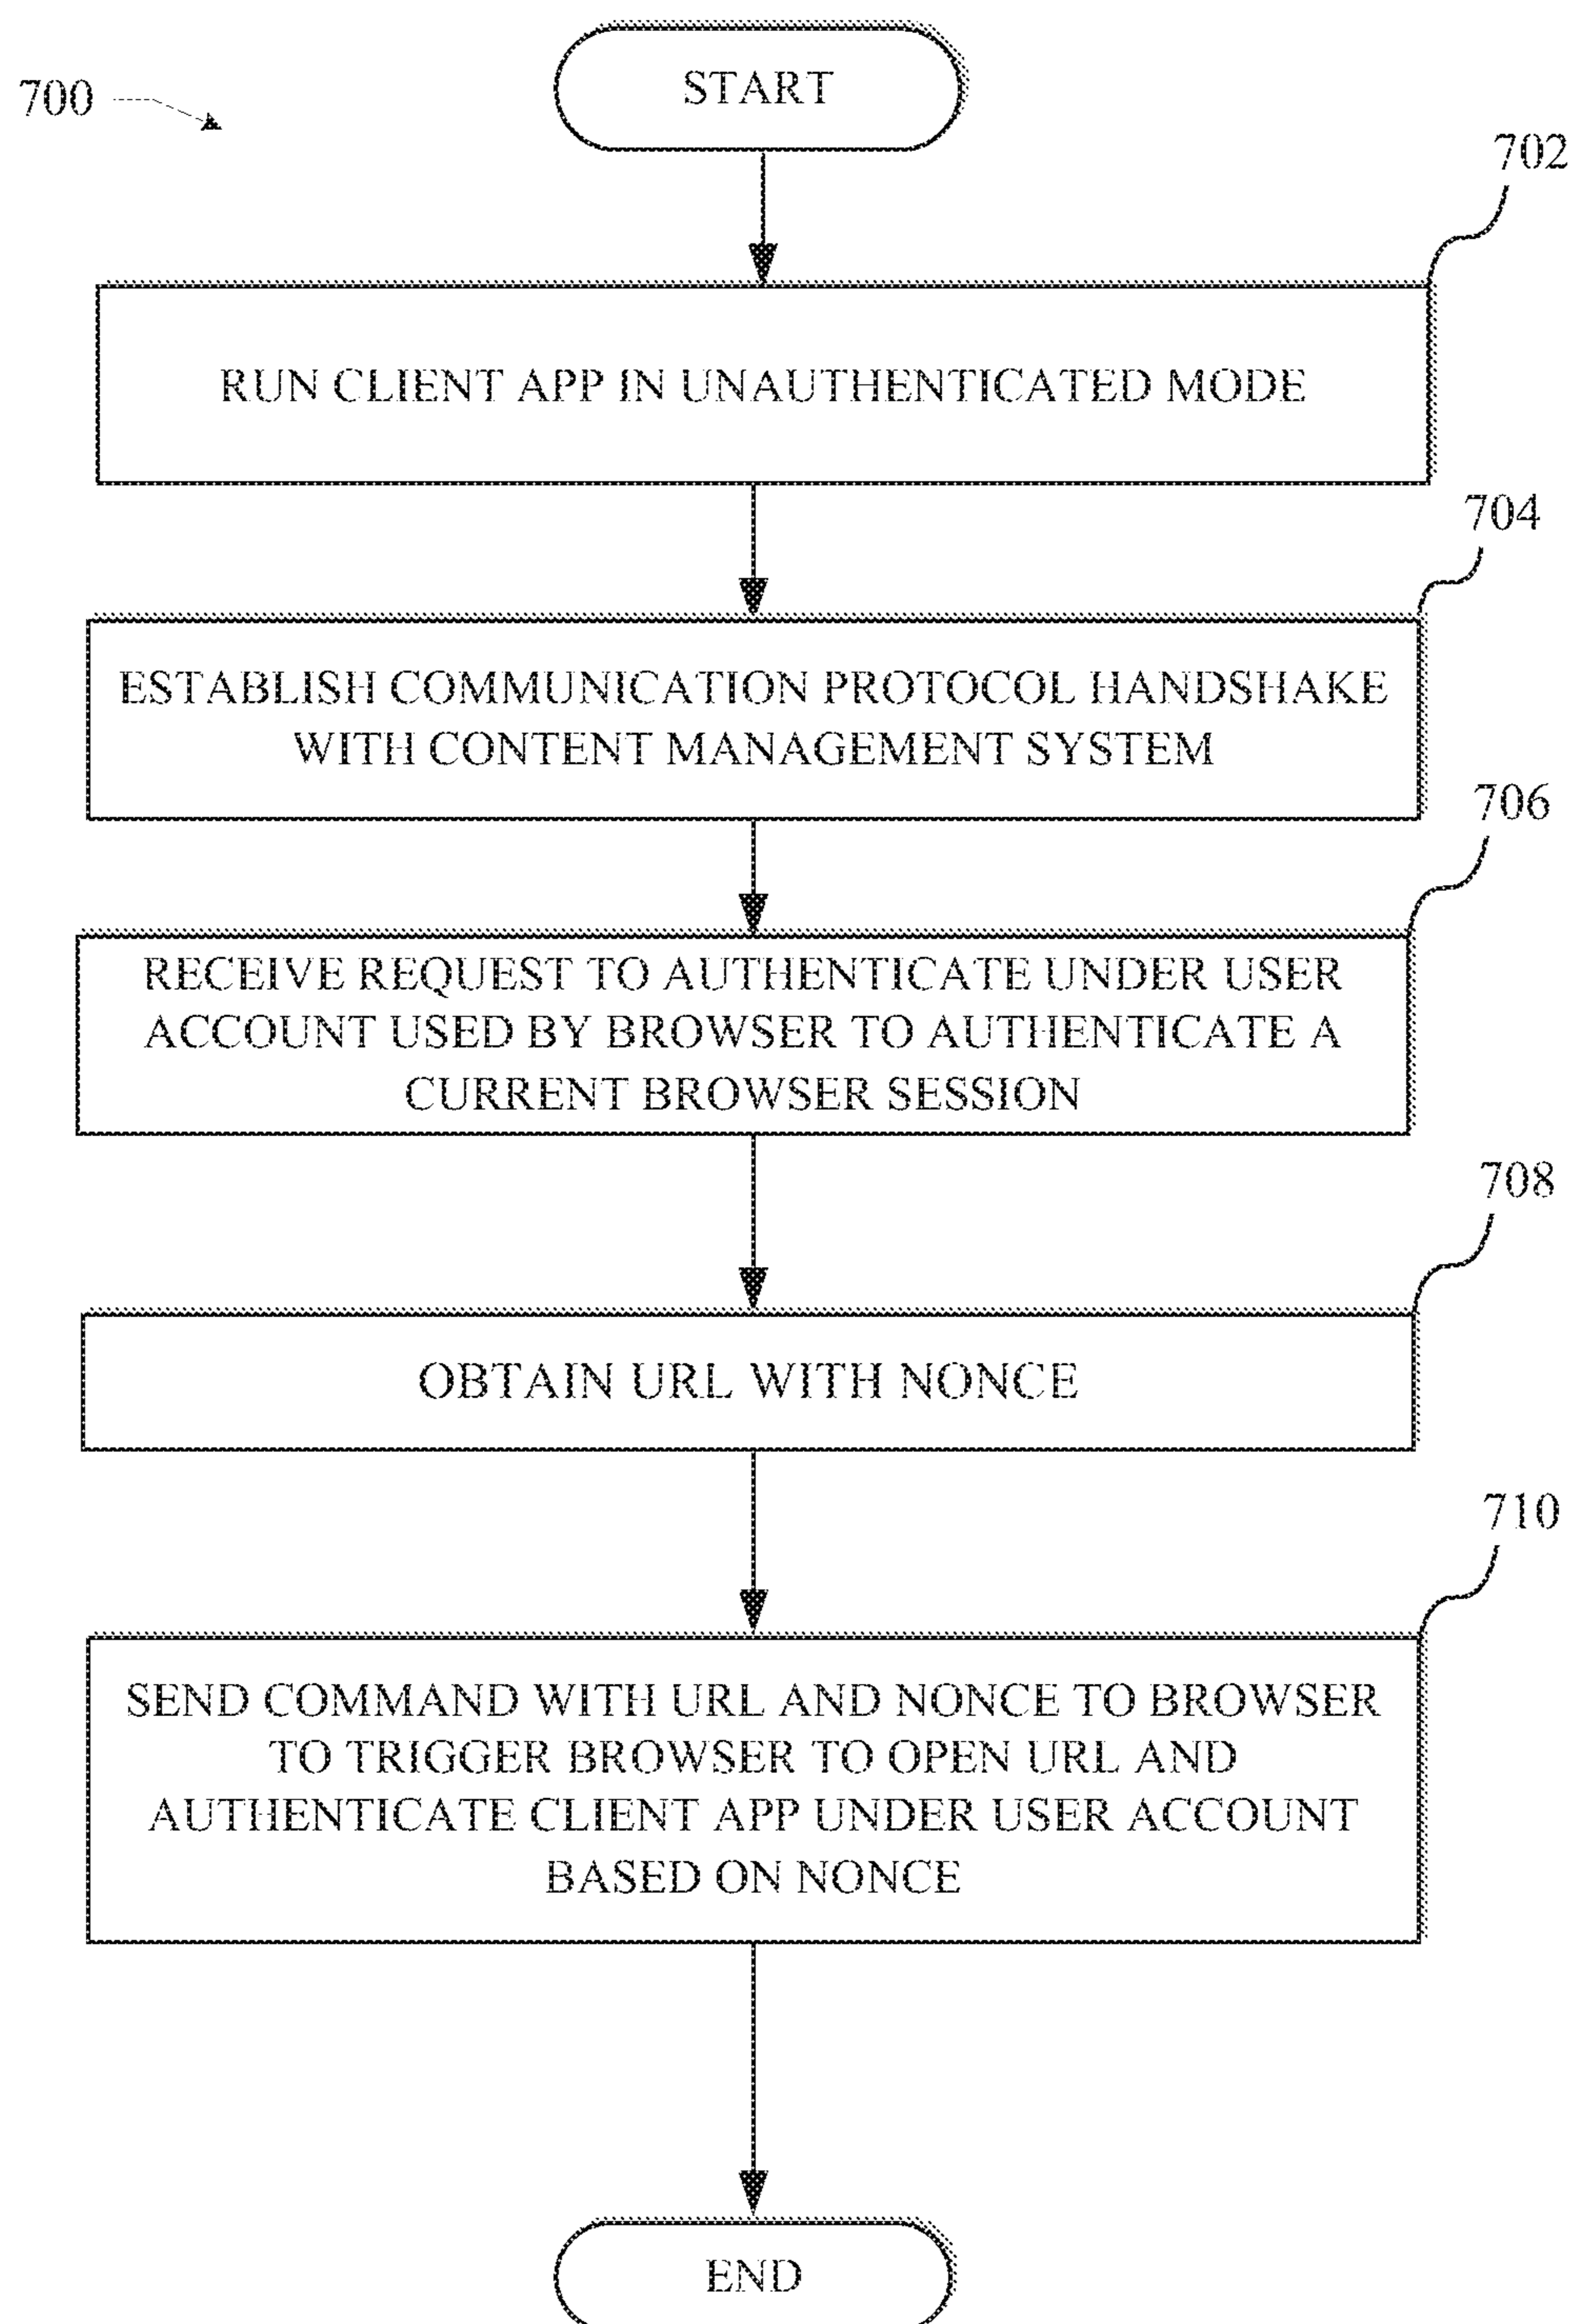 START
700
702
RUN CLIENT APP IN UNAUTHENTICATED MODE
704
ESTABLISH COMMUNICATION PROTOCOL HANDSHAKE
WITH CONTENT MANAGEMENT SYSTEM
706
RECEIVE REQUEST TO AUTHENTICATE UNDER USER
ACCOUNT USED BY BROWSER TO AUTHENTICATE A
CURRENT BROWSER SESSION
708
OBTAIN URL WITH NONCE
710
SEND COMMAND WITH URL AND NONCE TO BROWSER
TO TRIGGER BROWSER TO OPEN URL AND
AUTHENTICATE CLIENT APP UNDER USER ACCOUNT
BASED ON NONCE
END